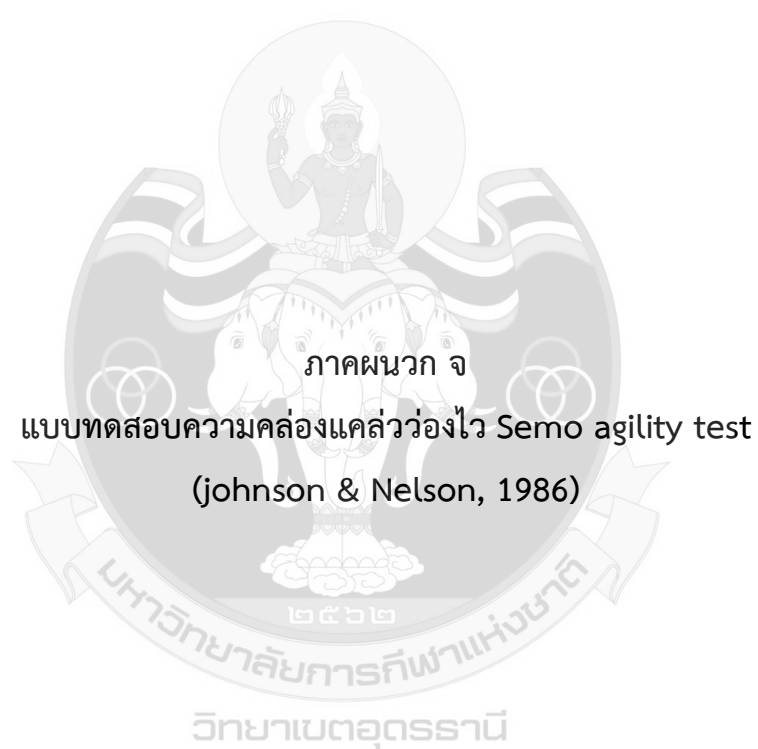 ภาคผนวก จ
แบบทดสอบความคล่องแคล่วว่องไว Semo agility test
(johnson & Nelson, 1986)
๒๕๖๒
มหาวิทยาลัยการกีฬาแห่งชาติ
วิทยาเขตอุดรธานี